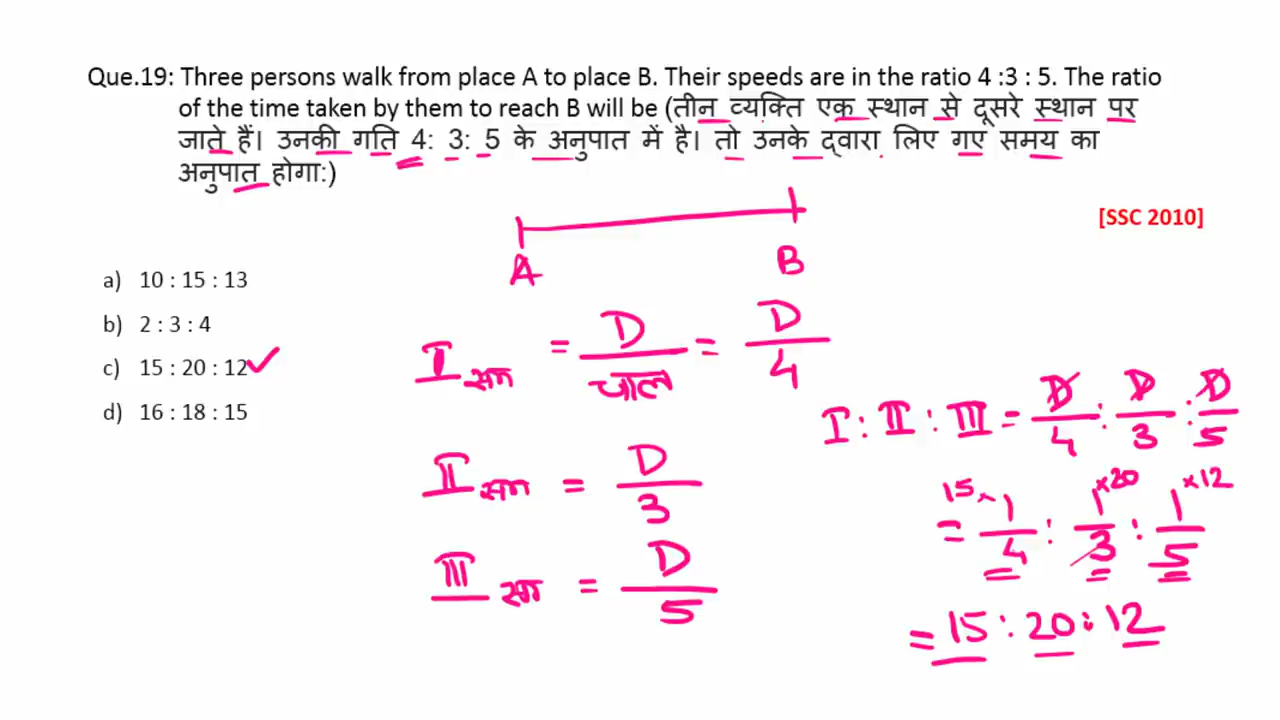 Que.19: Three persons walk from place A to place B. Their speeds are in the ratio 4 :3 : 5. The ratio
of the time taken by them to reach B will be (तीन व्यक्ति एक स्थान से दूसरे स्थान पर
जाते हैं। उनकी गति 4: 3: 5 के अनुपात में है। तो उनके द्वारा लिए गए समय का
अनुपात होगा:)
[SSC 2010]
a) 10 : 15 : 13
b) 2 : 3 : 4
c) 15 : 20 : 12 ✓
d) 16 : 18 : 15
A B
I समय = D/चाल = D/4
II समय = D/3
III समय = D/5
I : II : III = D/4 : D/3 : D/5
= 15 × 1/4 : 1/3 × 20 : 1/5 × 12
= 15 : 20 : 12